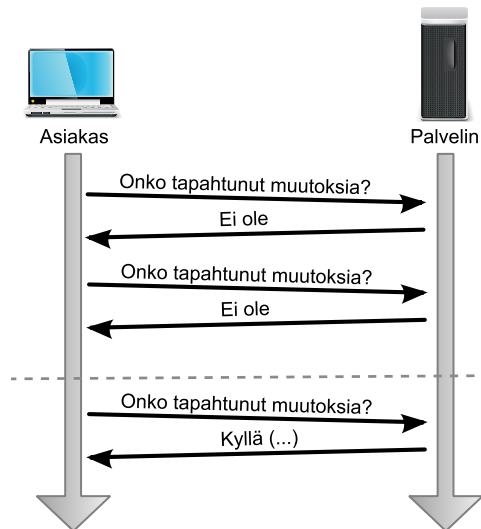 Asiakas
Palvelin
Onko tapahtunut muutoksia?
Ei ole
Onko tapahtunut muutoksia?
Ei ole
Onko tapahtunut muutoksia?
Kyllä (...)